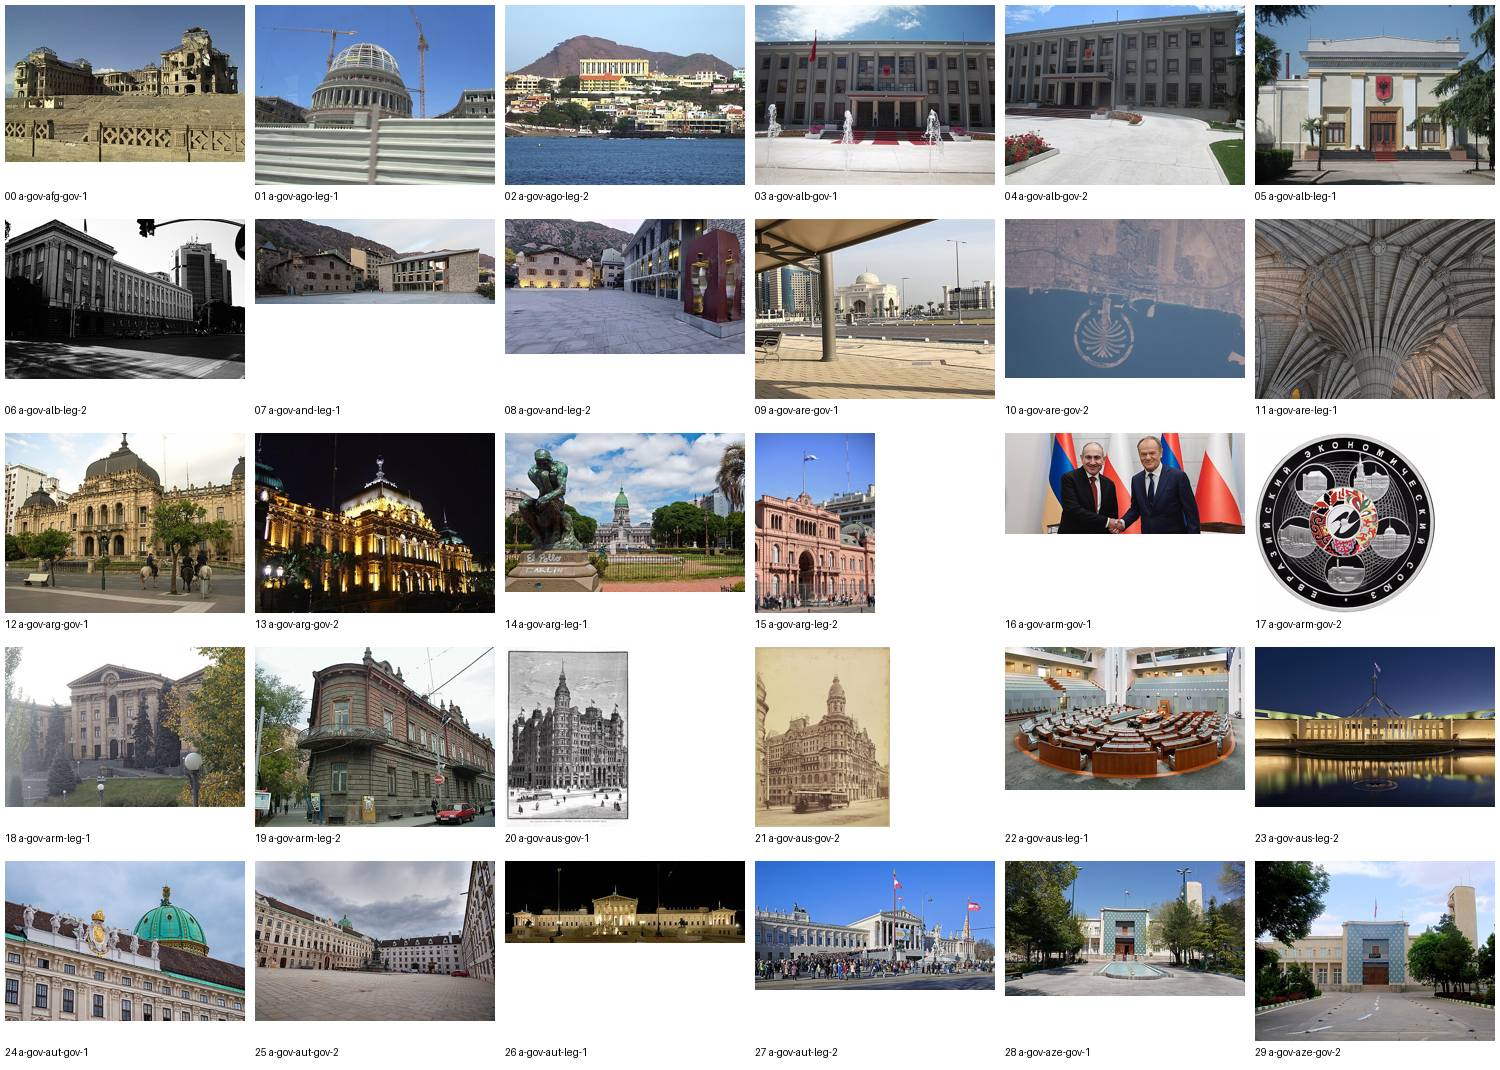 00 a-gov-afg-gov-1
01 a-gov-ago-leg-1
02 a-gov-ago-leg-2
03 a-gov-alb-gov-1
04 a-gov-alb-gov-2
05 a-gov-alb-leg-1
06 a-gov-alb-leg-2
07 a-gov-and-leg-1
08 a-gov-and-leg-2
09 a-gov-are-gov-1
10 a-gov-are-gov-2
11 a-gov-are-leg-1
12 a-gov-arg-gov-1
13 a-gov-arg-gov-2
14 a-gov-arg-leg-1
15 a-gov-arg-leg-2
16 a-gov-arm-gov-1
ЕВРАЗИЙСКИЙ ЭКОНОМИЧЕСКИЙ СОЮЗ
17 a-gov-arm-gov-2
18 a-gov-arm-leg-1
19 a-gov-arm-leg-2
20 a-gov-aus-gov-1
21 a-gov-aus-gov-2
22 a-gov-aus-leg-1
23 a-gov-aus-leg-2
24 a-gov-aut-gov-1
25 a-gov-aut-gov-2
26 a-gov-aut-leg-1
27 a-gov-aut-leg-2
28 a-gov-aze-gov-1
29 a-gov-aze-gov-2